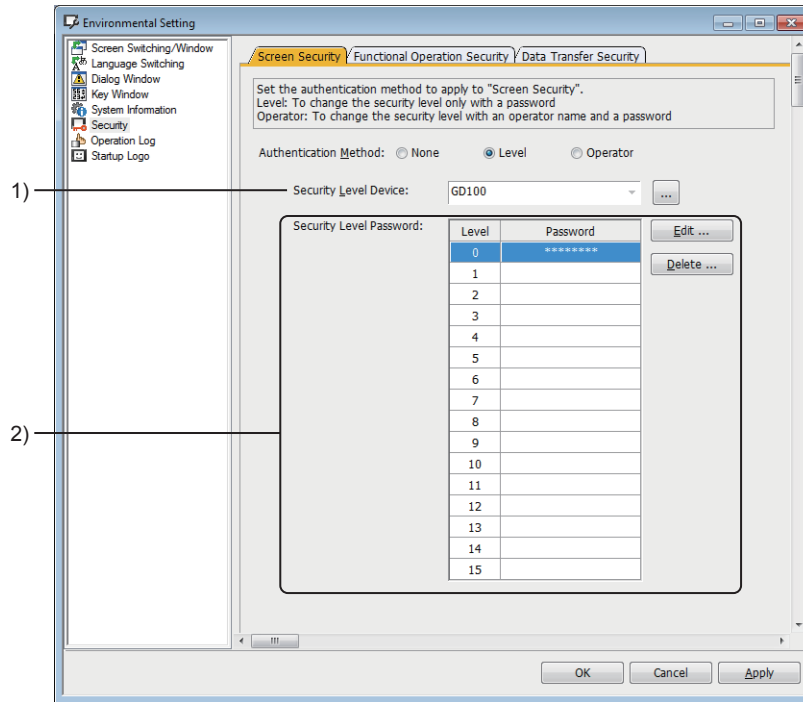 Environmental Setting
Screen Switching/Window
Language Switching
Dialog Window
Key Window
System Information
Security
Operation Log
Startup Logo
Screen Security Functional Operation Security Data Transfer Security
Set the authentication method to apply to "Screen Security".
Level: To change the security level only with a password
Operator: To change the security level with an operator name and a password
Authentication Method: None Level Operator
1) Security Level Device: GD100 ...
2) Security Level Password:
Level Password Edit ...
0 ********
Delete ...
1
2
3
4
5
6
7
8
9
10
11
12
13
14
15
OK Cancel Apply